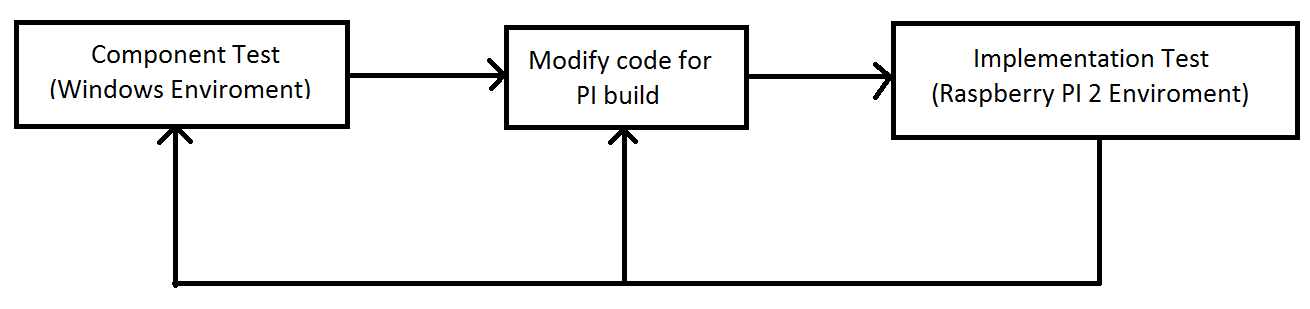 Component Test
(Windows Enviroment)
Modify code for
PI build
Implementation Test
(Raspberry PI 2 Enviroment)